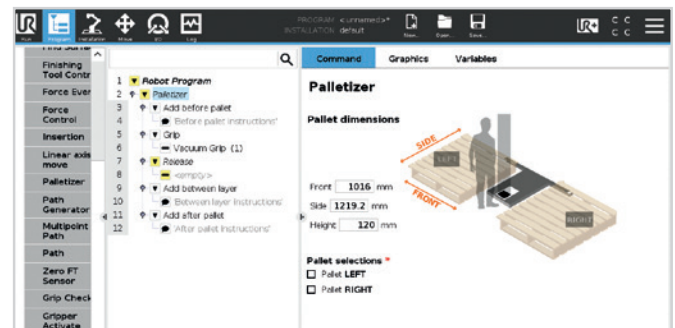 PROGRAM <unnamed>*
INSTALLATION default
Run
Program
Installation
Move
I/O
Log
New...
Open...
Save...
R+
C C
C C
Finishing
Tool Contr
Force Ever
Force
Control
Insertion
Linear axis
move
Palletizer
Path
Generator
Multipoint
Path
Path
Zero FT
Sensor
Grip Check
Gripper
Activate
1 Robot Program
2 Palletizer
3 Add before pallet
4 'Before pallet instructions'
5 Grip
6 Vacuum Grip (1)
7 Release
8 <empty>
9 Add between layer
10 'Between layer instructions'
11 Add after pallet
12 'After pallet instructions'
Command Graphics Variables
Palletizer
Pallet dimensions
Front 1016 mm
Side 1219.2 mm
Height 120 mm
SIDE
LEFT
FRONT
RIGHT
Pallet selections *
Pallet LEFT
Pallet RIGHT